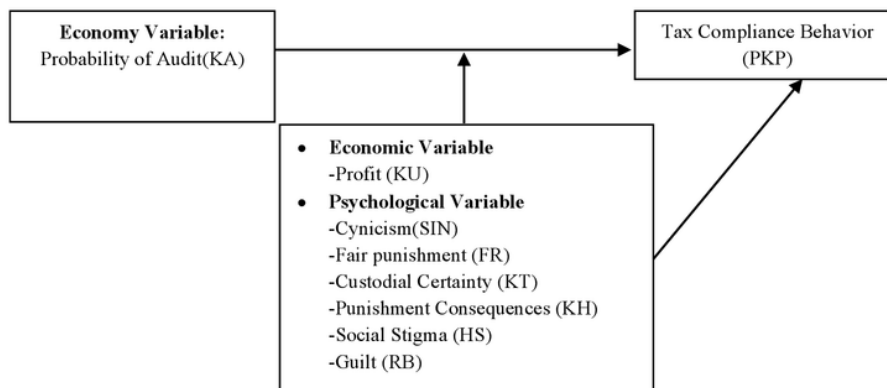 Economy Variable:
Probability of Audit(KA)
Tax Compliance Behavior
(PKP)
• Economic Variable
-Profit (KU)
• Psychological Variable
-Cynicism(SIN)
-Fair punishment (FR)
-Custodial Certainty (KT)
-Punishment Consequences (KH)
-Social Stigma (HS)
-Guilt (RB)